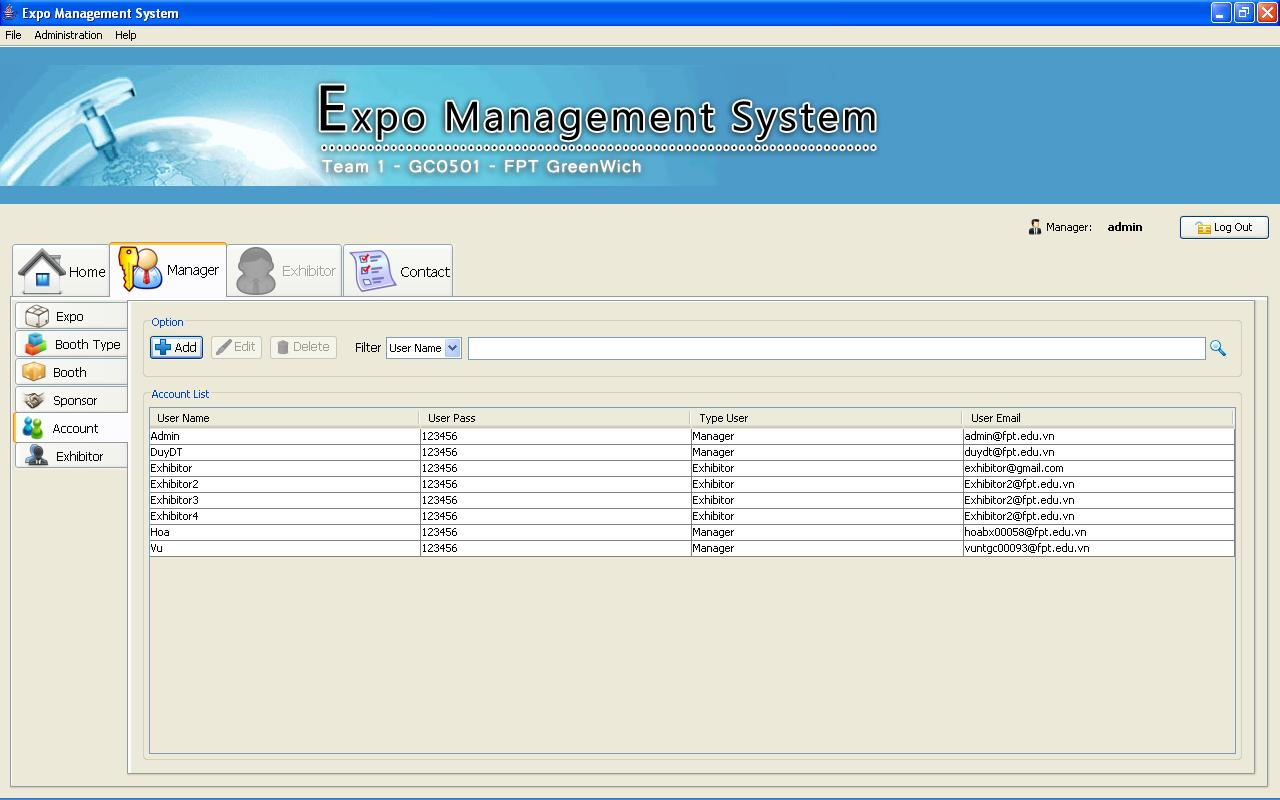 Expo Management System
File Administration Help
Expo Management System
Team 1 - GC0501 - FPT GreenWich
Manager: admin Log Out
Home Manager Exhibitor Contact
Expo
Booth Type
Booth
Sponsor
Account
Exhibitor
Option
Add Edit Delete Filter User Name
Account List
User Name User Pass Type User User Email
Admin 123456 Manager admin@fpt.edu.vn
DuyDT 123456 Manager duydt@fpt.edu.vn
Exhibitor 123456 Exhibitor exhibitor@gmail.com
Exhibitor2 123456 Exhibitor Exhibitor2@fpt.edu.vn
Exhibitor3 123456 Exhibitor Exhibitor2@fpt.edu.vn
Exhibitor4 123456 Exhibitor Exhibitor2@fpt.edu.vn
Hoa 123456 Manager hoabx00058@fpt.edu.vn
Vu 123456 Manager vuntgc00093@fpt.edu.vn